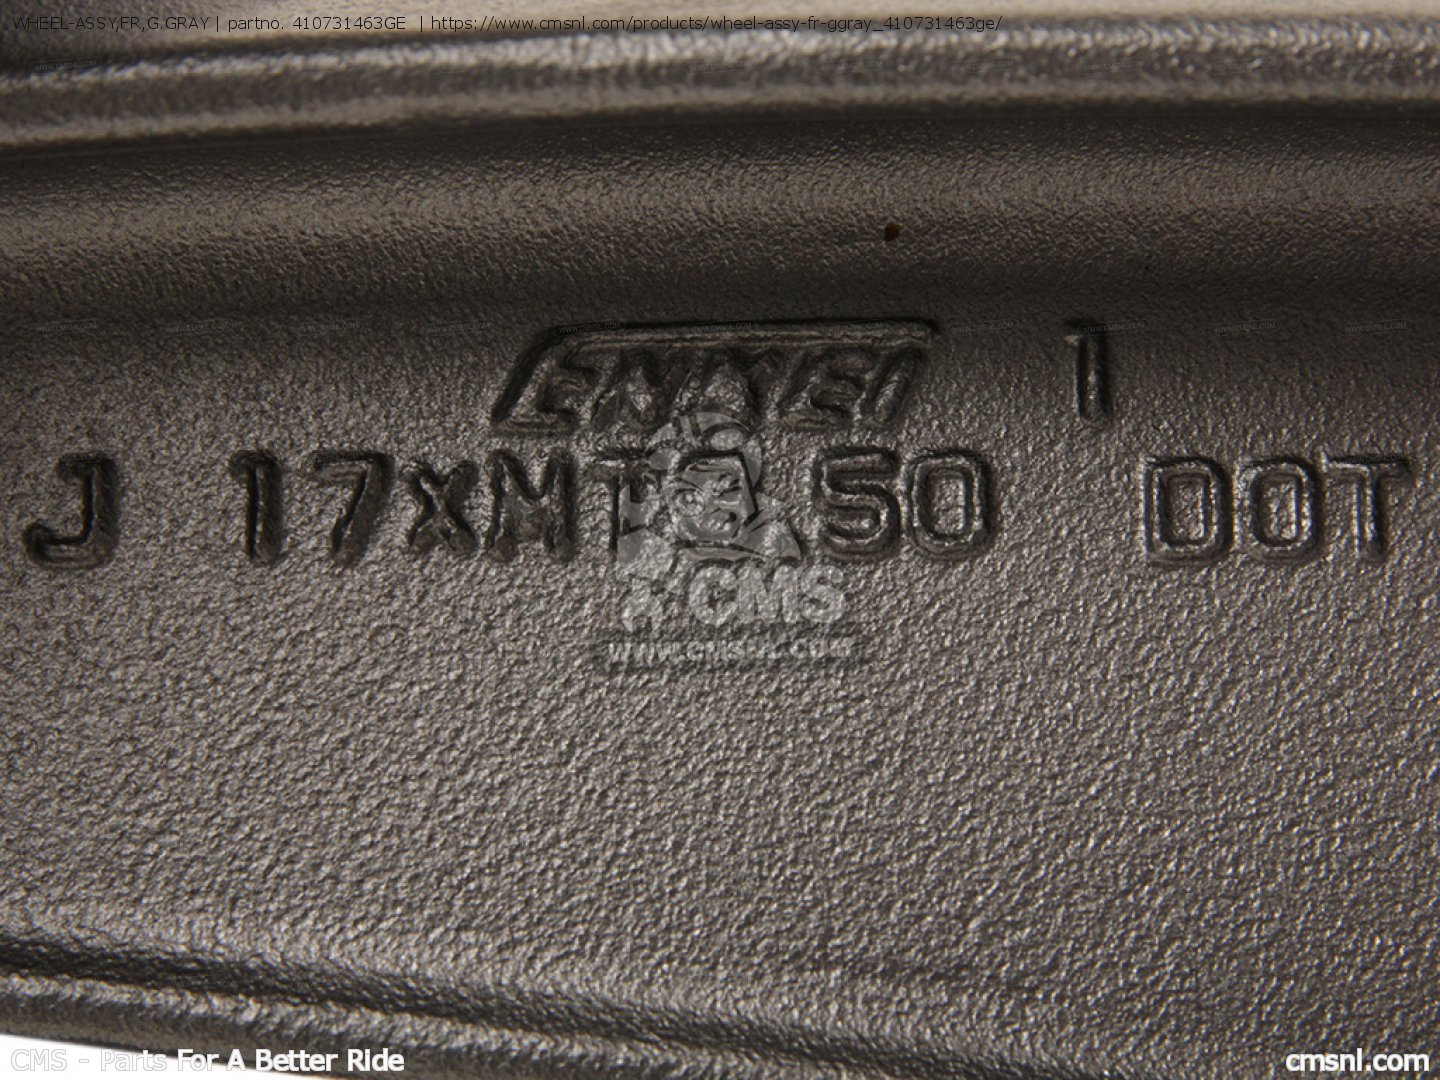 WHEEL-ASSY,FR,G.GRAY | partno. 410731463GE | https://www.cmsnl.com/products/wheel-assy-fr-ggray_410731463ge/
ENKEI 1
J 17xMT3.50 DOT
CMS
WWW.CMSNL.COM
CMS - Parts For A Better Ride
cmsnl.com